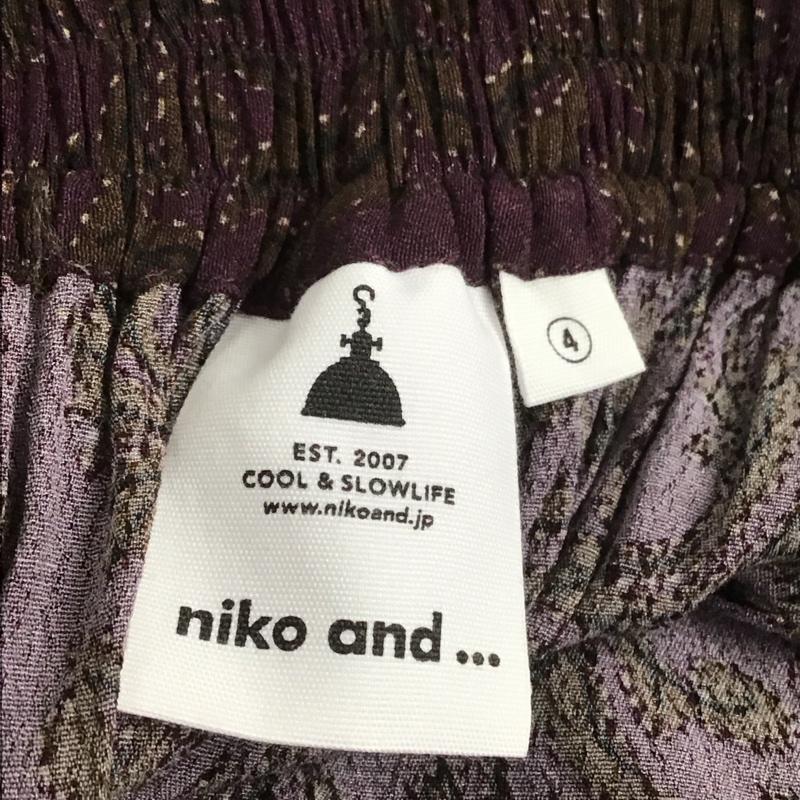 ④
EST. 2007
COOL & SLOWLIFE
www.nikoand.jp
niko and ...